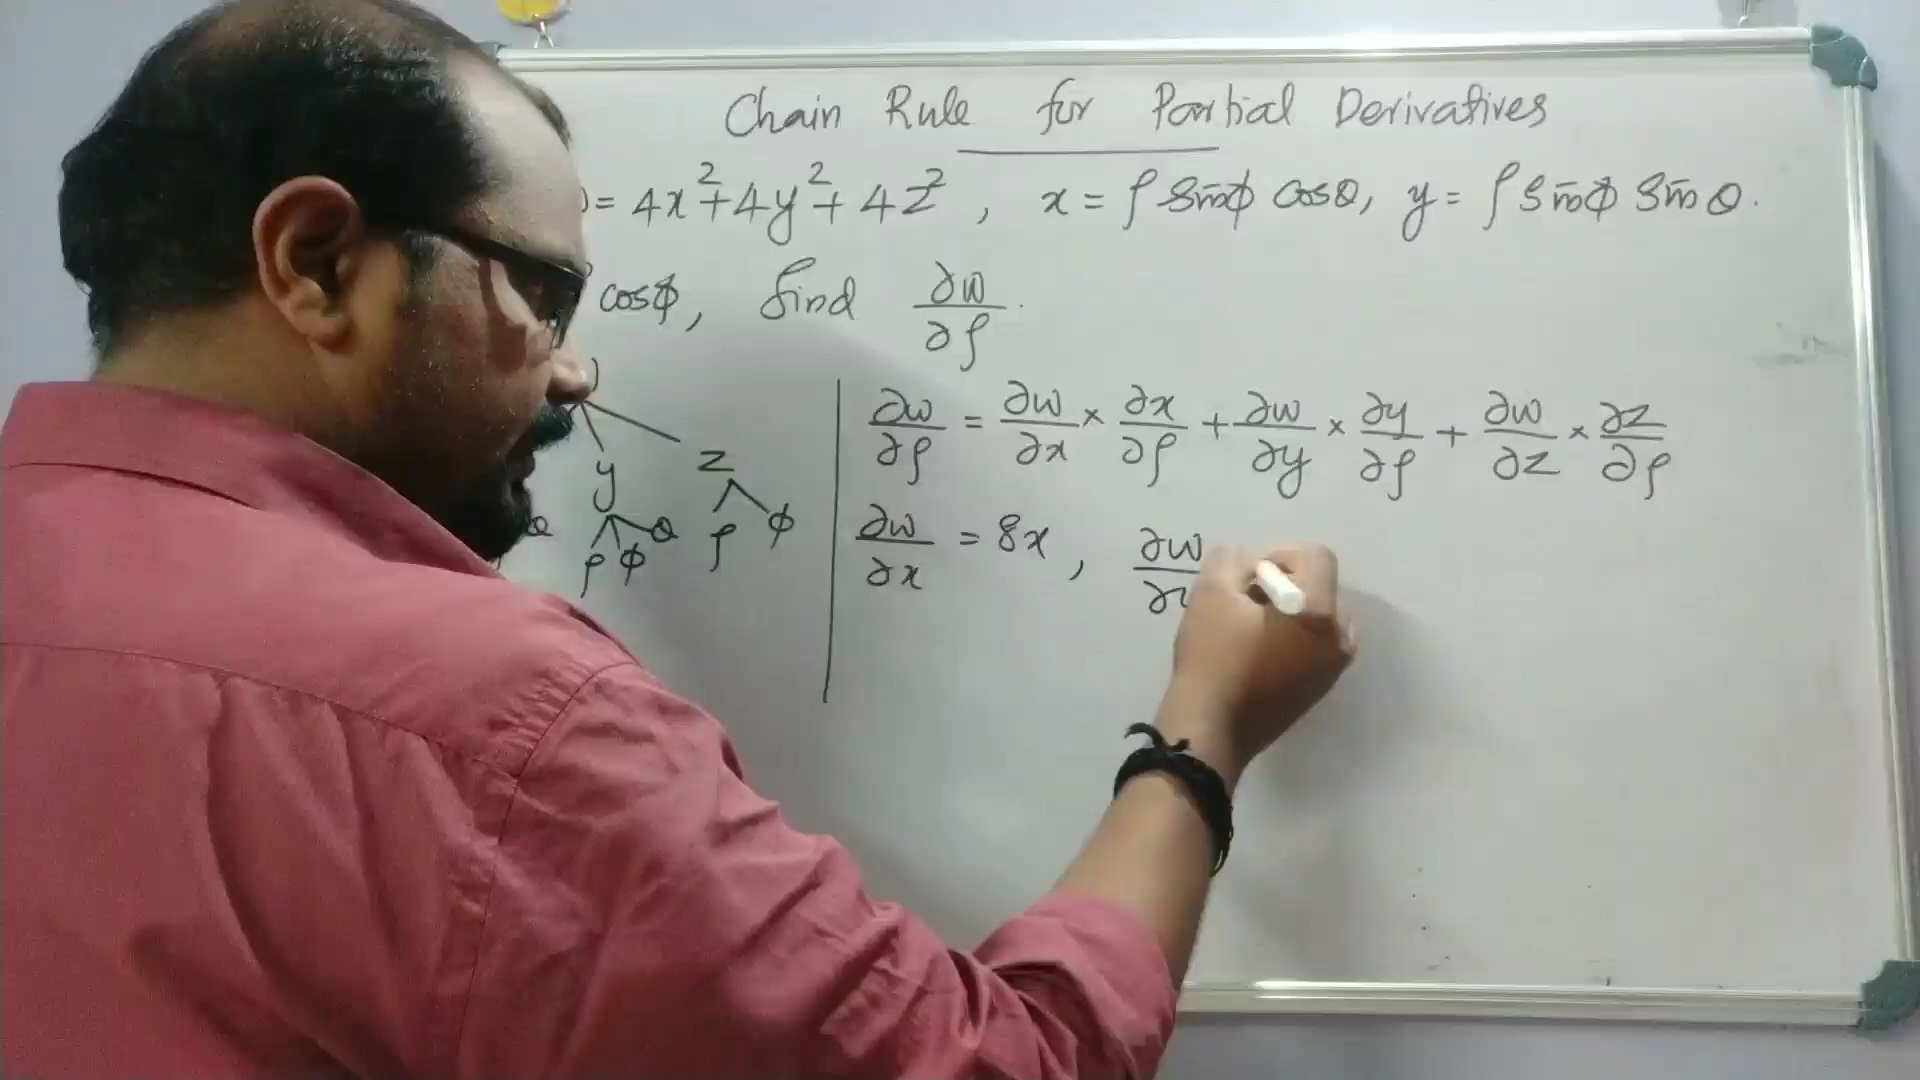 Chain Rule for Partial Derivatives
= 4x²+4y²+4z² , x = ρ Sinϕ Cosθ, y = ρ Sinϕ Sinθ.
cosϕ, find ∂w/∂ρ.
∂w/∂ρ = ∂w/∂x × ∂x/∂ρ + ∂w/∂y × ∂y/∂ρ + ∂w/∂z × ∂z/∂ρ
y z
θ ρ ϕ θ ρ ϕ
∂w/∂x = 8x, ∂w